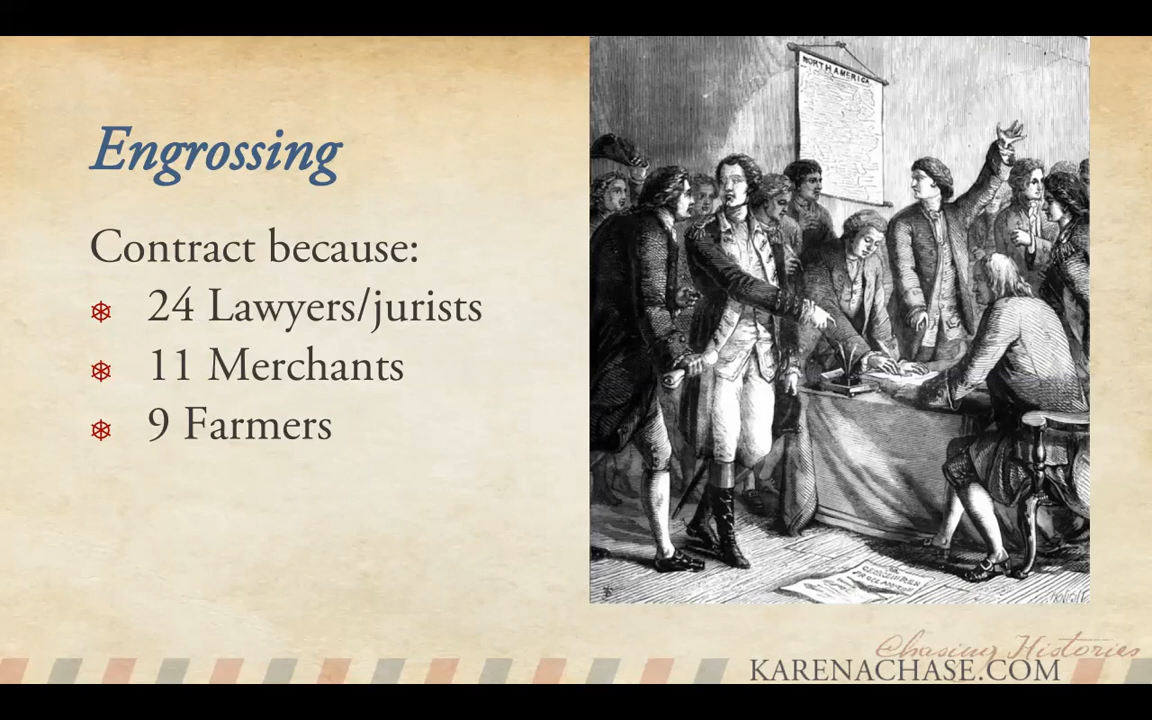 Engrossing
Contract because:
24 Lawyers/jurists
11 Merchants
9 Farmers
NORTH AMERICA
Chasing Histories
KARENACHASE.COM